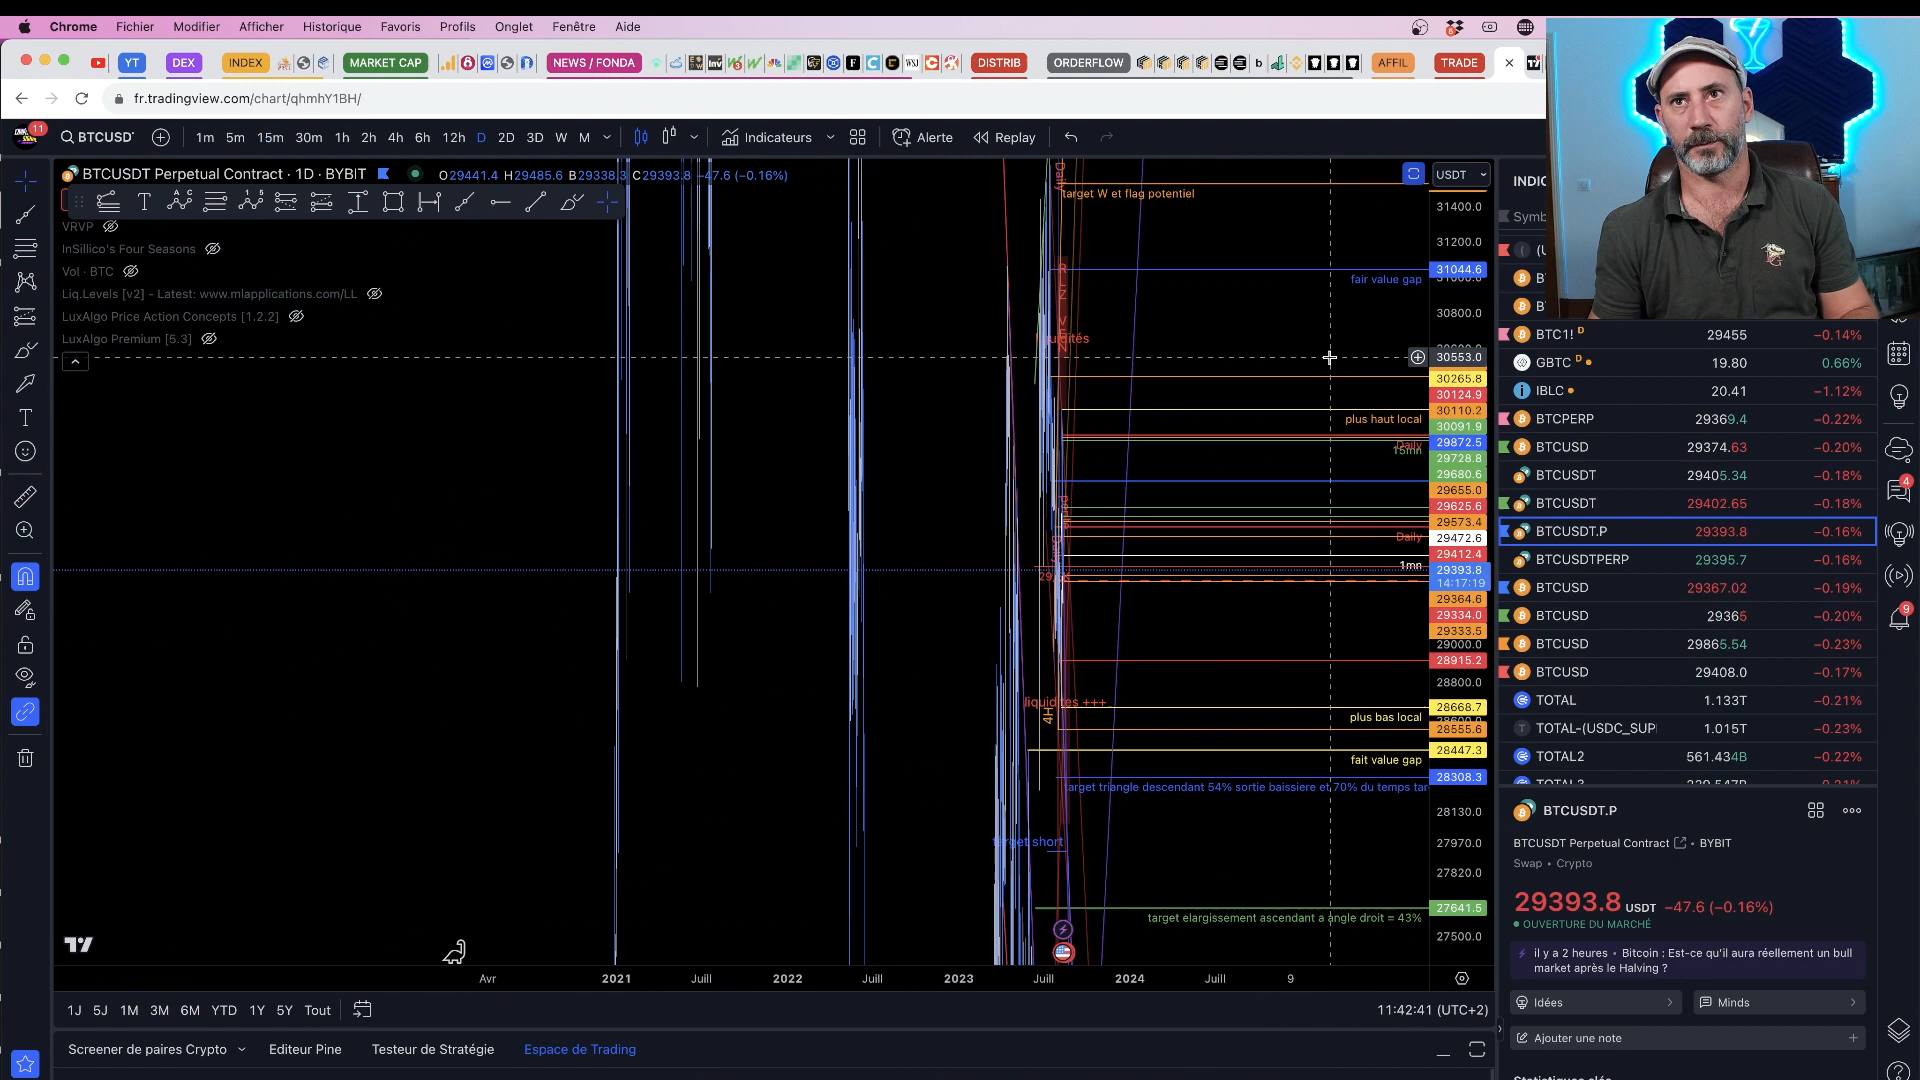 Chrome Fichier Modifier Afficher Historique Favoris Profils Onglet Fenêtre Aide
YT DEX INDEX MARKET CAP NEWS / FONDA DISTRIB ORDERFLOW AFFIL TRADE
fr.tradingview.com/chart/qhmhY1BH/
11
BTCUSD 1m 5m 15m 30m 1h 2h 4h 6h 12h D 2D 3D W M Indicateurs Alerte Replay
BTCUSDT Perpetual Contract · 1D · BYBIT O29441.4 H29485.6 B29338.3 C29393.8 −47.6 (−0.16%)
USDT
VRVP
InSillico's Four Seasons
Vol · BTC
Liq.Levels [v2] - Latest: www.mlapplications.com/LL
LuxAlgo Price Action Concepts [1.2.2]
LuxAlgo Premium [5.3]
target W et flag potentiel
fair value gap
plus haut local
Daily
15mn
Daily
1mn
liquidites +++
4H
plus bas local
fait value gap
target triangle descendant 54% sortie baissiere et 70% du temps tar
target short
target elargissement ascendant a angle droit = 43%
31400.0
31200.0
31044.6
30800.0
30553.0
30265.8
30124.9
30110.2
30091.9
29872.5
29728.8
29680.6
29655.0
29625.6
29573.4
29472.6
29412.4
29393.8
14:17:19
29364.6
29334.0
29333.5
29000.0
28915.2
28800.0
28668.7
28555.6
28447.3
28308.3
28130.0
27970.0
27820.0
27641.5
27500.0
Avr 2021 Juill 2022 Juill 2023 Juill 2024 Juill 9
1J 5J 1M 3M 6M YTD 1Y 5Y Tout
11:42:41 (UTC+2)
Screener de paires Crypto Editeur Pine Testeur de Stratégie Espace de Trading
BTC1! D 29455 −0.14%
GBTC D 19.80 0.66%
IBLC 20.41 −1.12%
BTCPERP 29369.4 −0.22%
BTCUSD 29374.63 −0.20%
BTCUSDT 29405.34 −0.18%
BTCUSDT 29402.65 −0.18%
BTCUSDT.P 29393.8 −0.16%
BTCUSDTPERP 29395.7 −0.16%
BTCUSD 29367.02 −0.19%
BTCUSD 29365 −0.20%
BTCUSD 29865.54 −0.23%
BTCUSD 29408.0 −0.17%
TOTAL 1.133T −0.21%
TOTAL-(USDC_SUP 1.015T −0.23%
TOTAL2 561.434B −0.22%
4
9
BTCUSDT.P
BTCUSDT Perpetual Contract • BYBIT
Swap • Crypto
29393.8 USDT −47.6 (−0.16%)
OUVERTURE DU MARCHÉ
il y a 2 heures • Bitcoin : Est-ce qu'il aura réellement un bull
market après le Halving ?
Idées Minds
Ajouter une note